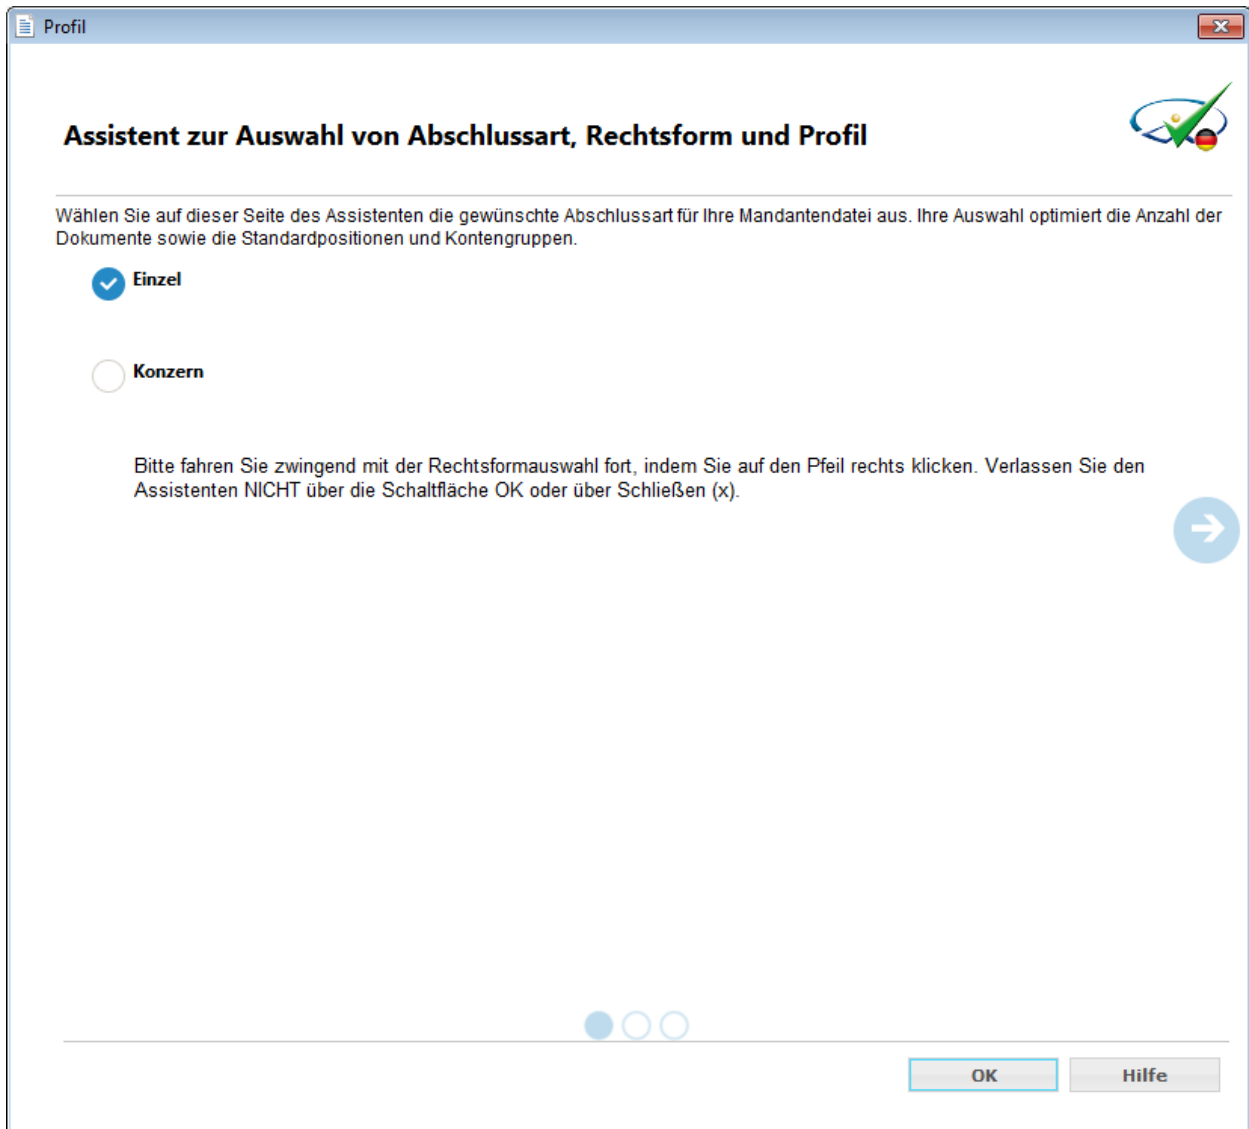 Profil
Assistent zur Auswahl von Abschlussart, Rechtsform und Profil
Wählen Sie auf dieser Seite des Assistenten die gewünschte Abschlussart für Ihre Mandantendatei aus. Ihre Auswahl optimiert die Anzahl der
Dokumente sowie die Standardpositionen und Kontengruppen.
Einzel
Konzern
Bitte fahren Sie zwingend mit der Rechtsformauswahl fort, indem Sie auf den Pfeil rechts klicken. Verlassen Sie den
Assistenten NICHT über die Schaltfläche OK oder über Schließen (x).
OK
Hilfe